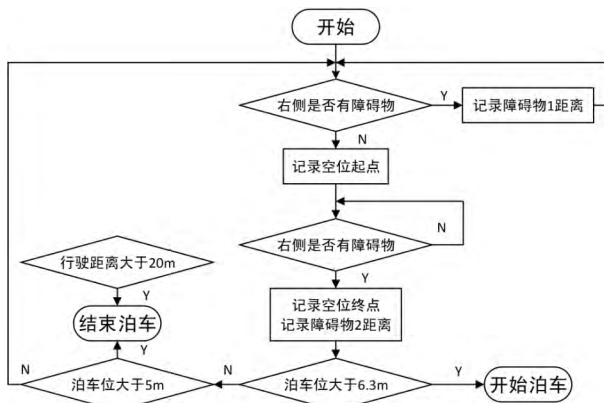 开始
右侧是否有障碍物
Y
记录障碍物1距离
N
记录空位起点
右侧是否有障碍物
N
Y
行驶距离大于20m
Y
记录空位终点
记录障碍物2距离
结束泊车
Y
N
泊车位大于5m
N
泊车位大于6.3m
Y
开始泊车